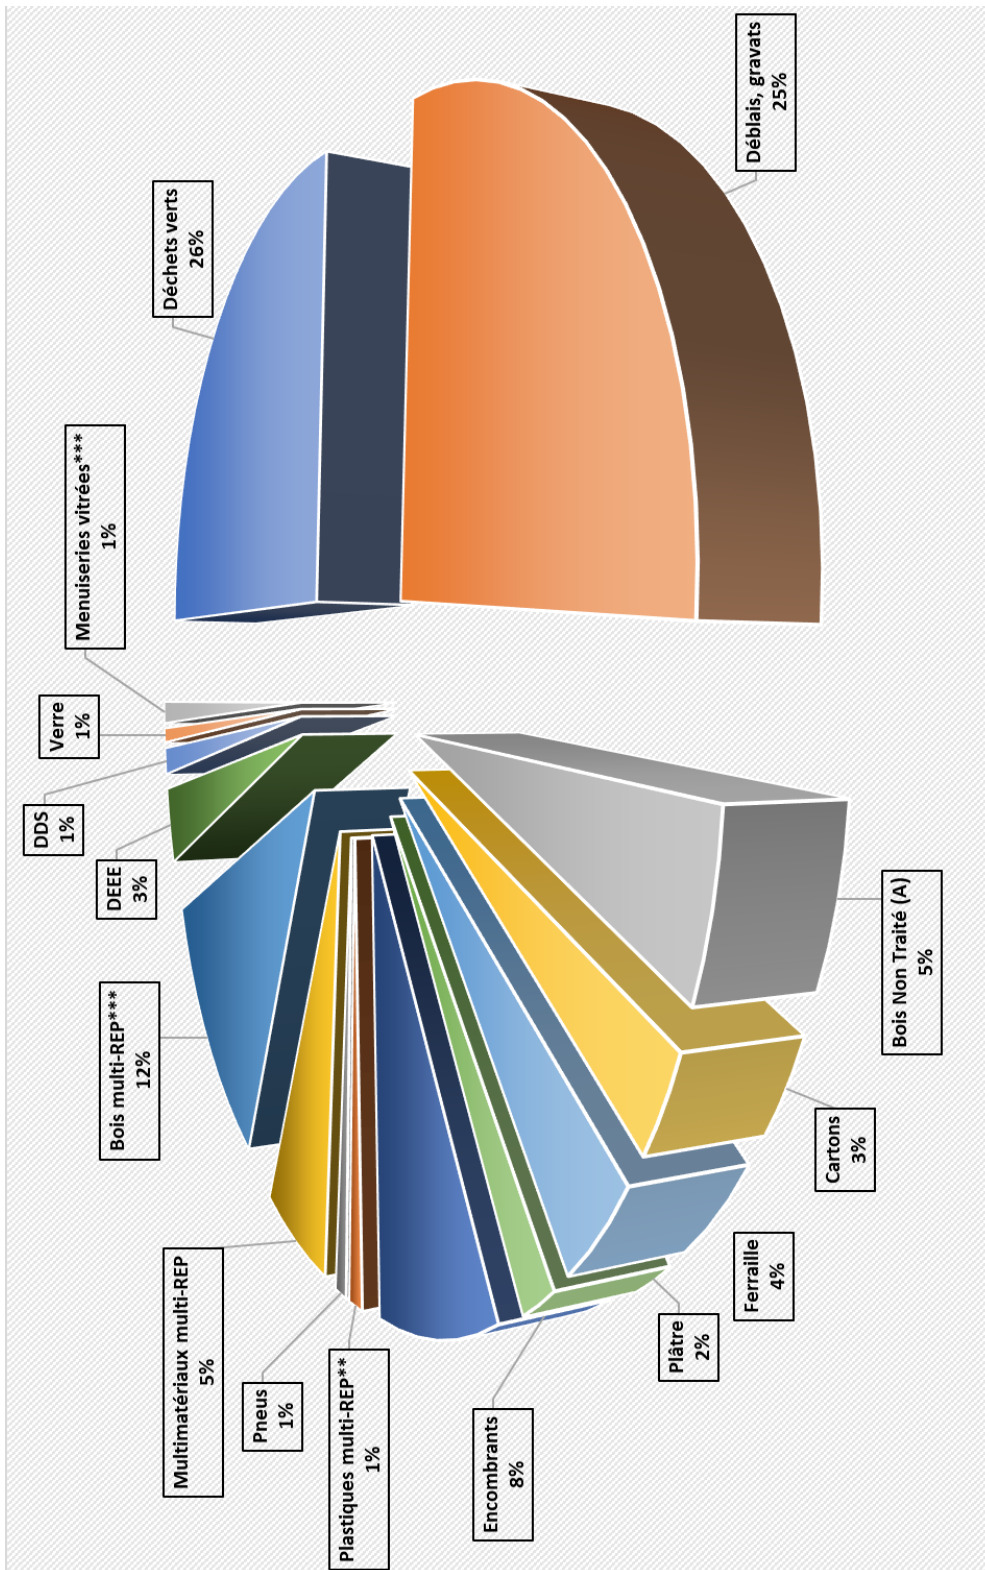 Déchets verts
26%
Déblais, gravats
25%
Bois Non Traité (A)
5%
Cartons
3%
Ferraille
4%
Plâtre
2%
Encombrants
8%
Plastiques multi-REP**
1%
Pneus
1%
Multimatériaux multi-REP
5%
Bois multi-REP***
12%
DEEE
3%
DDS
1%
Verre
1%
Menuiseries vitrées***
1%